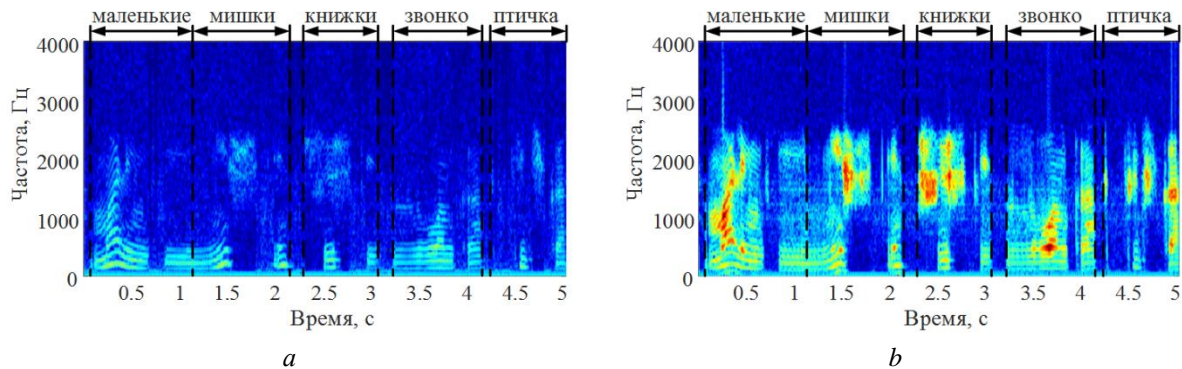 маленькие мишки книжки звонко птичка
4000
3000
2000
1000
0
Частота, Гц
0.5 1 1.5 2 2.5 3 3.5 4 4.5 5
Время, с
a
маленькие мишки книжки звонко птичка
4000
3000
2000
1000
0
Частота, Гц
0.5 1 1.5 2 2.5 3 3.5 4 4.5 5
Время, с
b